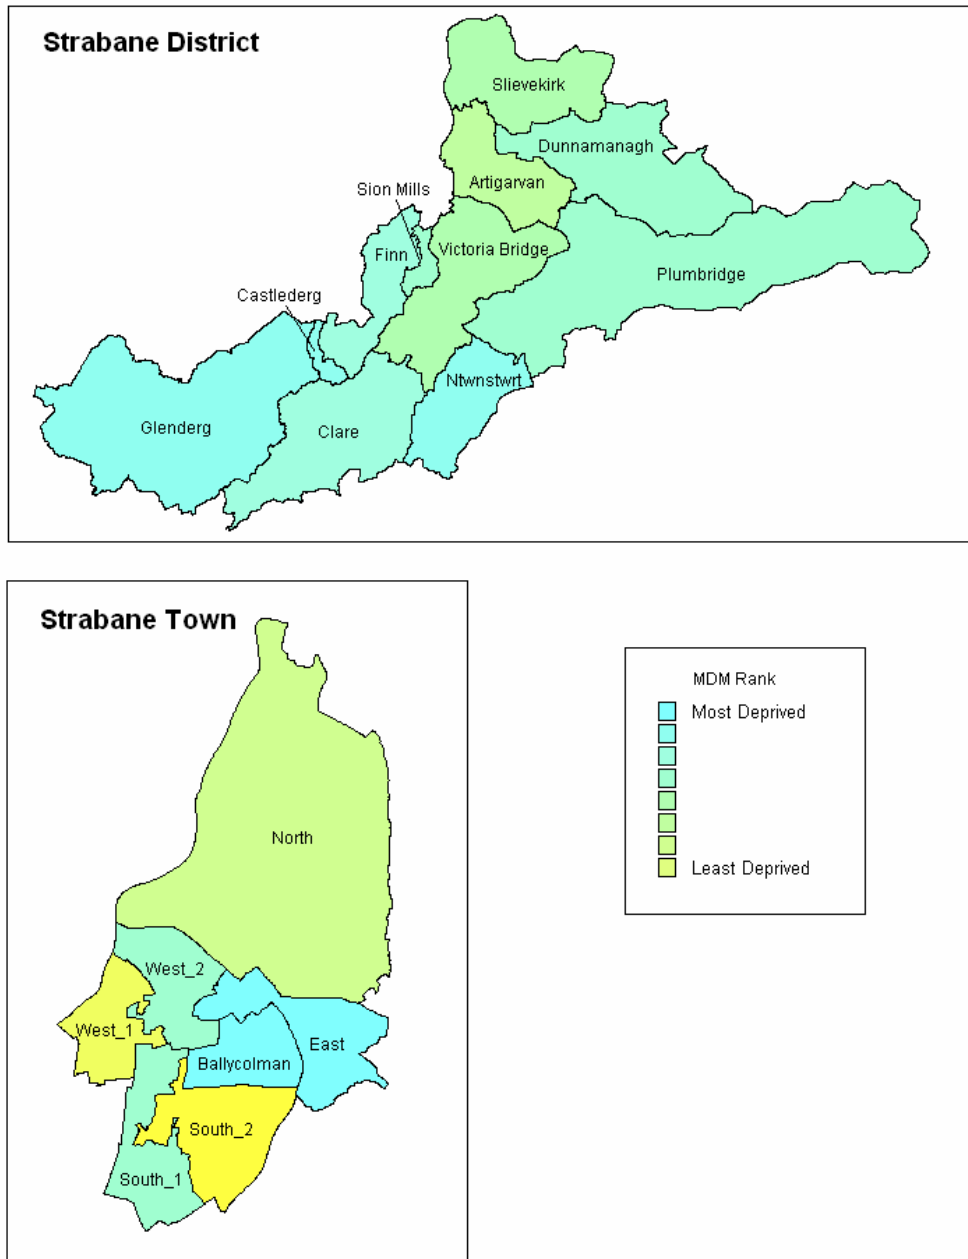 Strabane District
Slievekirk
Dunnamanagh
Artigarvan
Sion Mills
Victoria Bridge
Finn
Plumbridge
Castlederg
Ntwnstwrt
Glenderg
Clare
Strabane Town
MDM Rank
Most Deprived
Least Deprived
North
West_2
West_1
East
Ballycolman
South_2
South_1